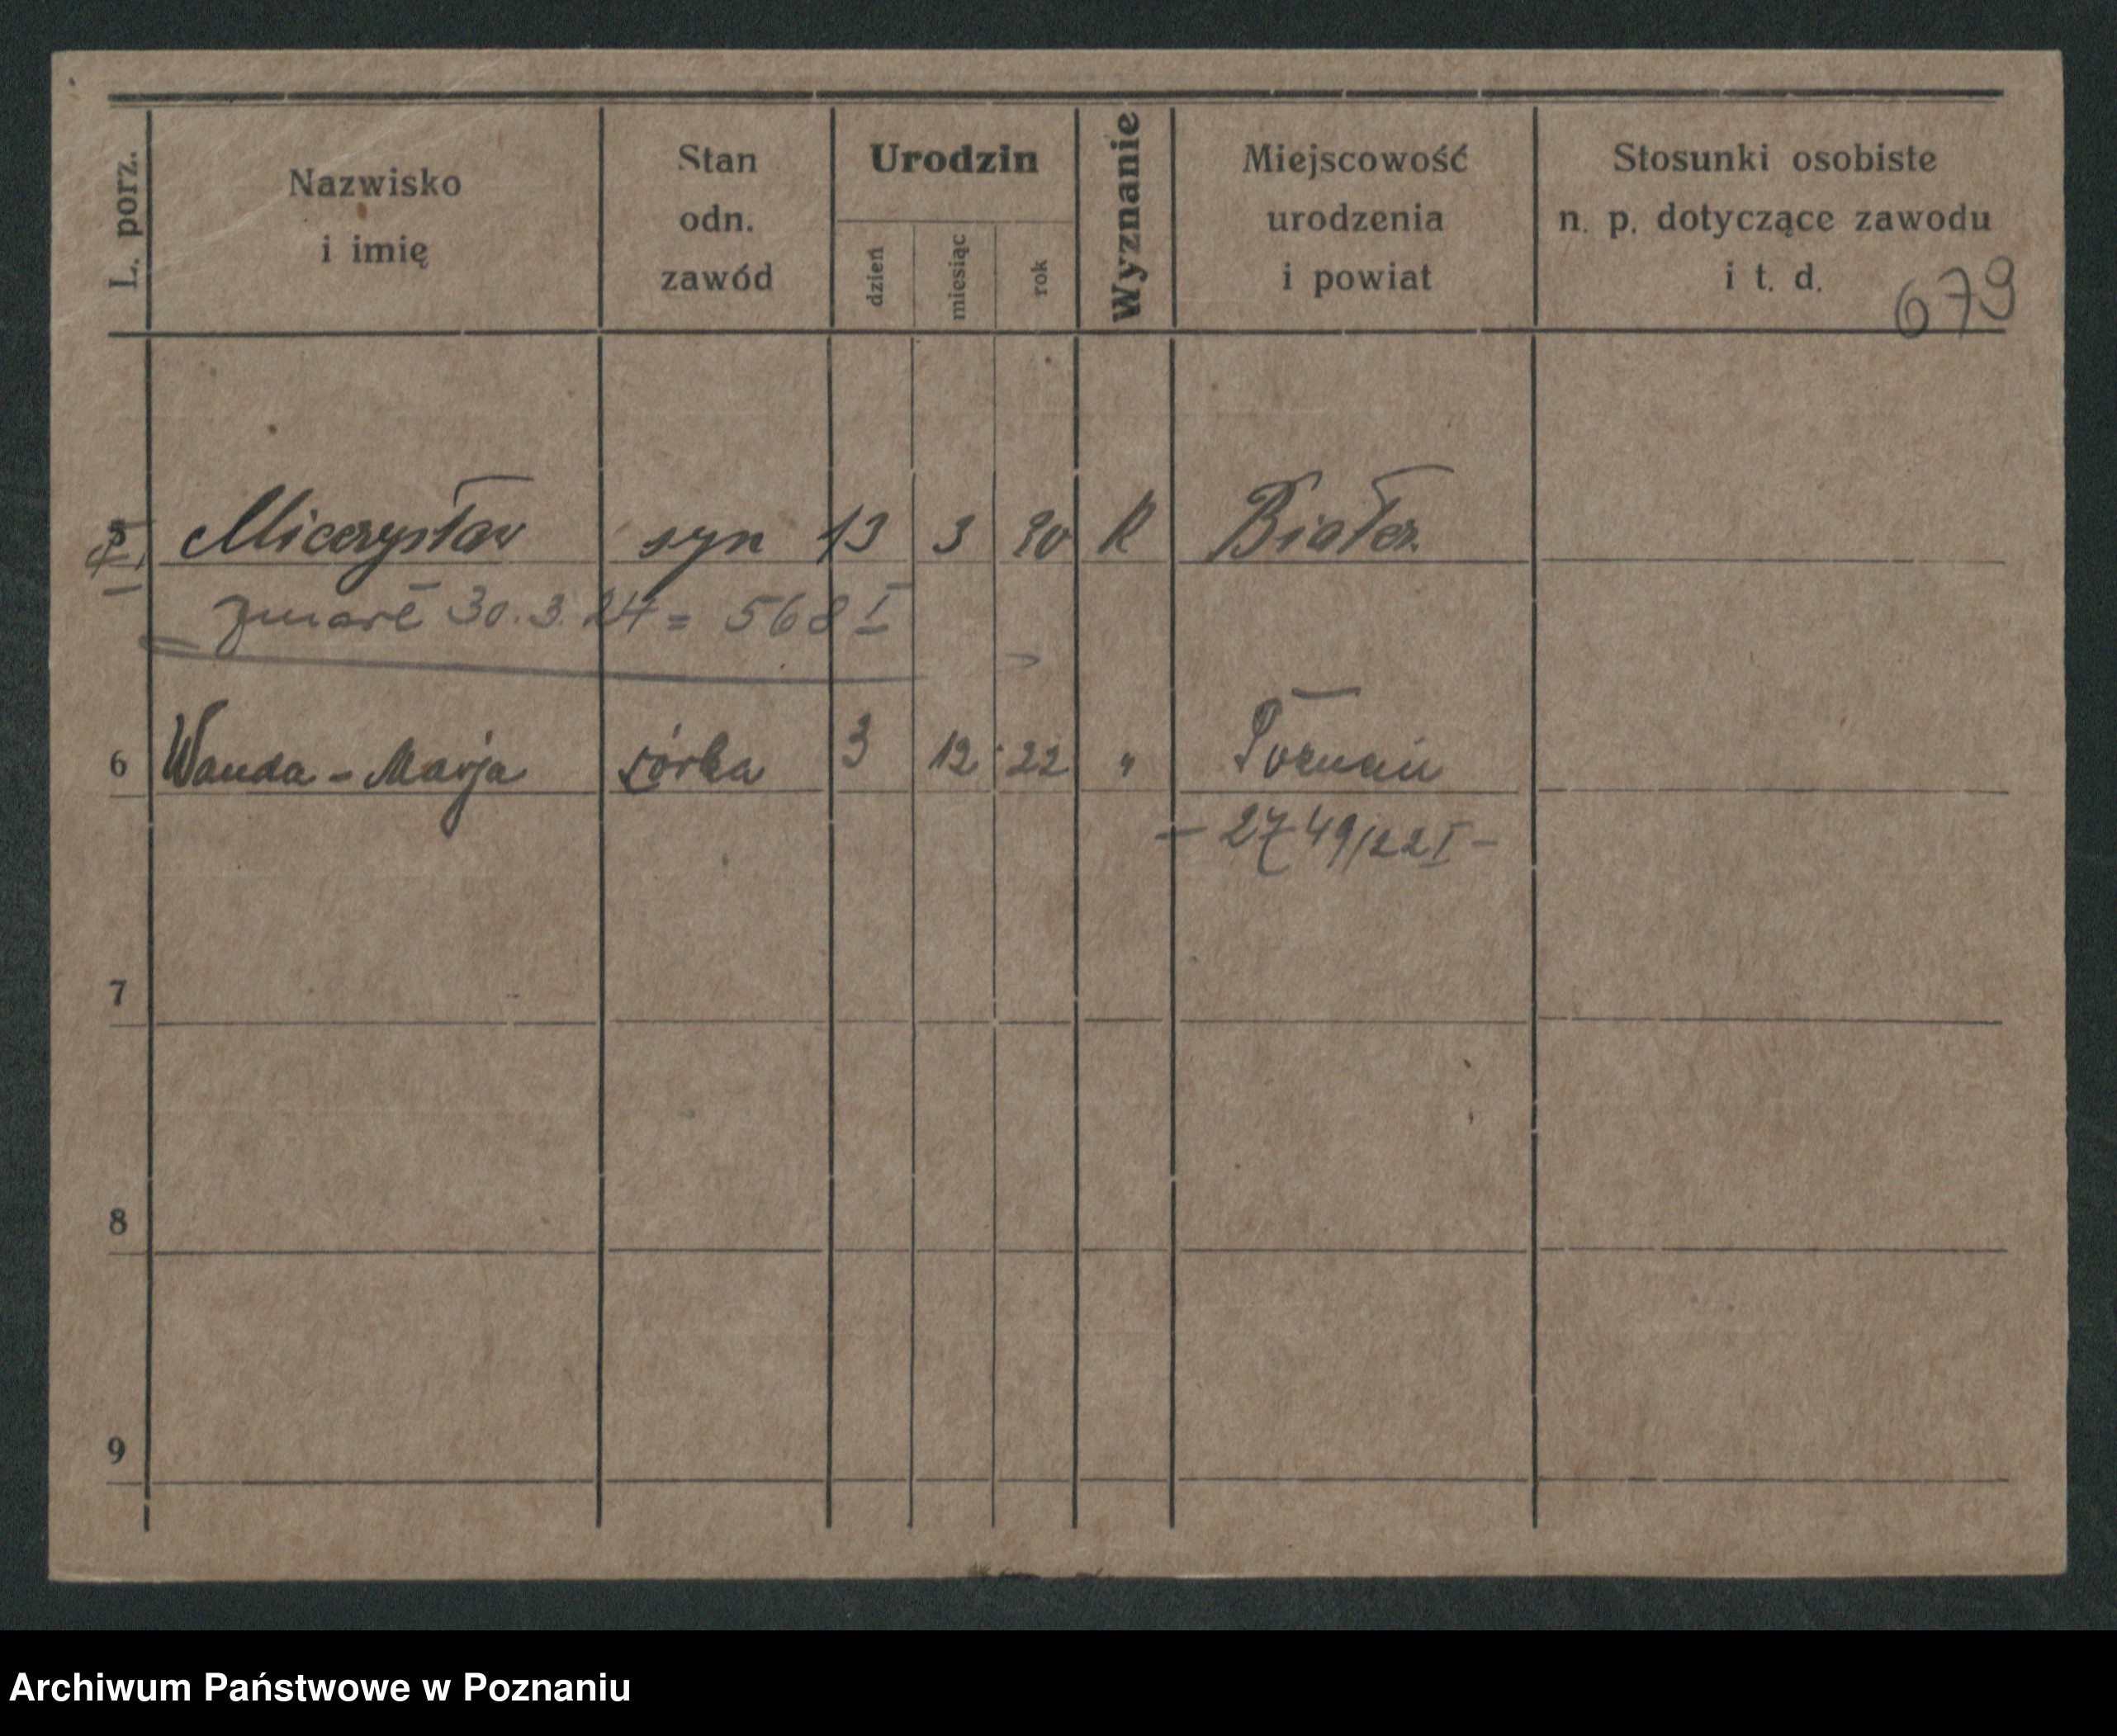 L. porz.
Nazwisko
i imię
Stan
odn.
zawód
Urodzin
dzień
miesiąc
rok
Wyznanie
Miejscowość
urodzenia
i powiat
Stosunki osobiste
n. p. dotyczące zawodu
i t. d.
679
5 Mieczysław syn 13 3 20 R
zmarł 30.3.24 = 568 I
6 Wanda - Marja córka 3 12 22 " Poznań
- 2749/22 I -
7
8
9
Archiwum Państwowe w Poznaniu